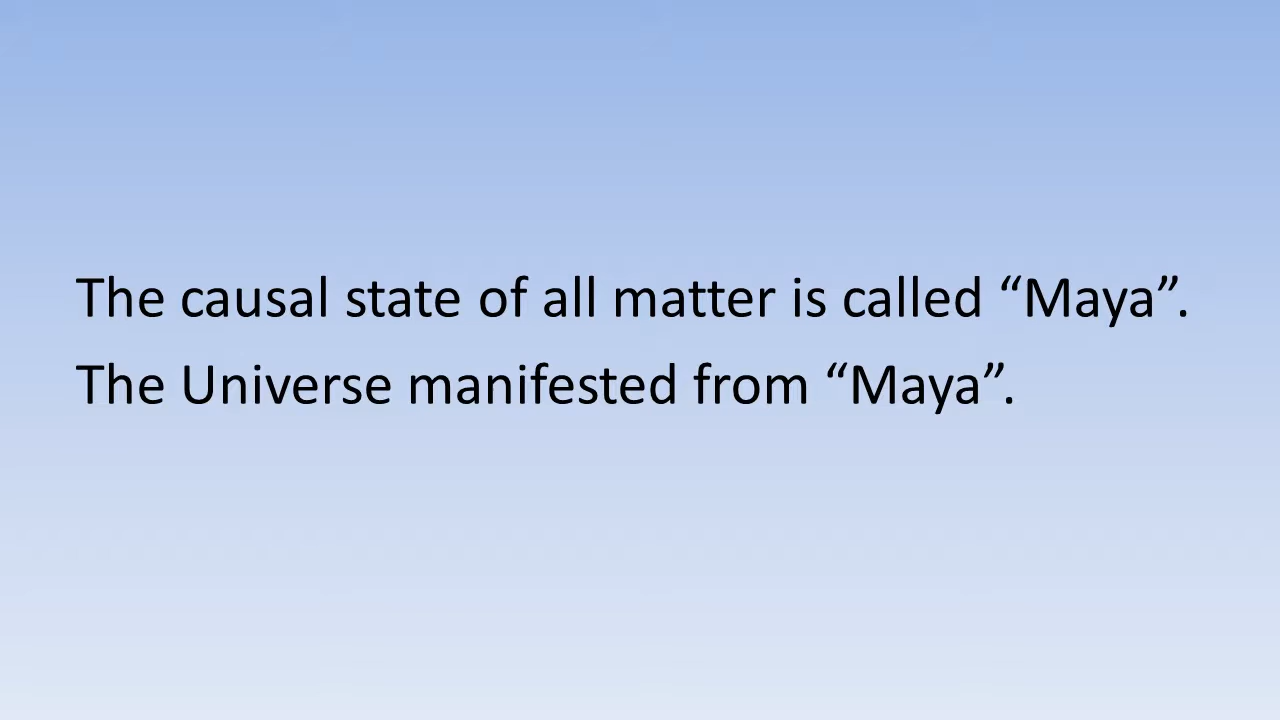 The causal state of all matter is called “Maya”.
The Universe manifested from “Maya”.